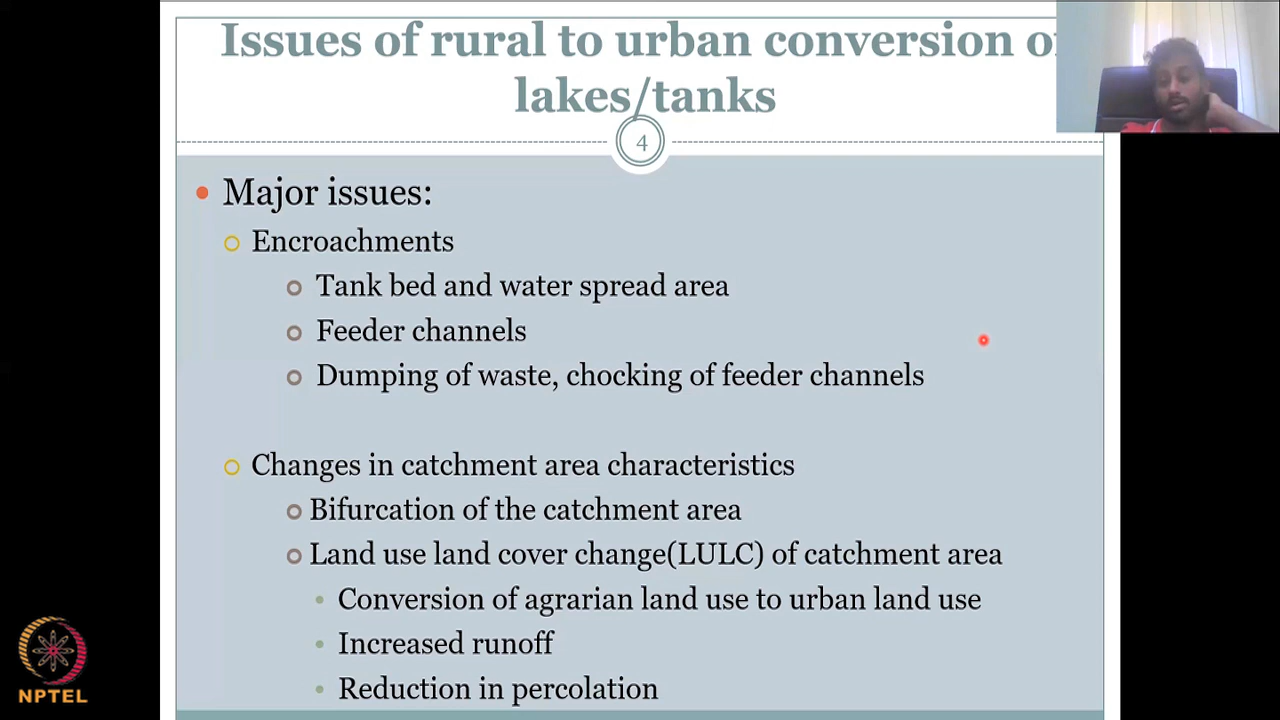 Issues of rural to urban conversion of
lakes/tanks
4
Major issues:
Encroachments
Tank bed and water spread area
Feeder channels
Dumping of waste, chocking of feeder channels
Changes in catchment area characteristics
Bifurcation of the catchment area
Land use land cover change(LULC) of catchment area
Conversion of agrarian land use to urban land use
Increased runoff
Reduction in percolation
NPTEL